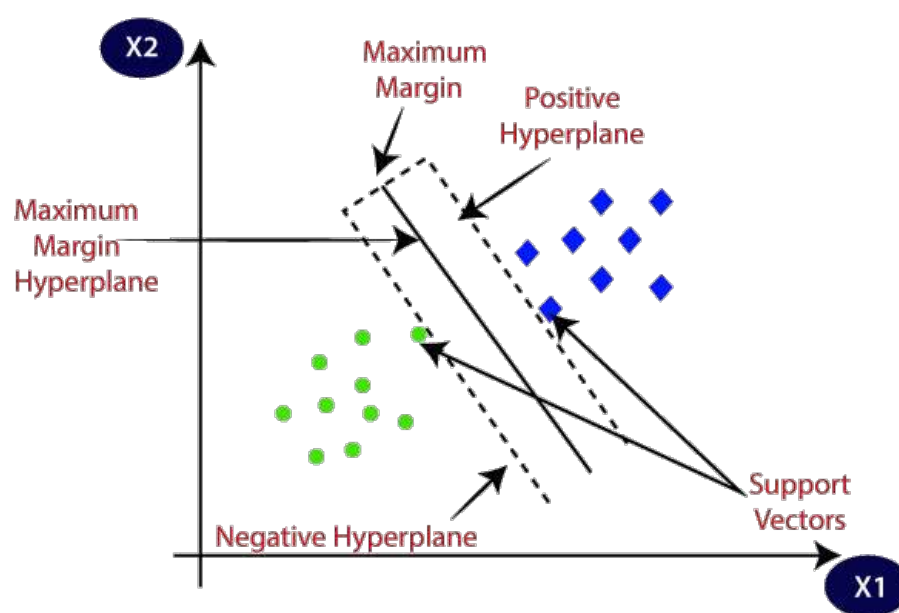 X2
Maximum
Margin
Positive
Hyperplane
Maximum
Margin
Hyperplane
Support
Vectors
Negative Hyperplane
X1